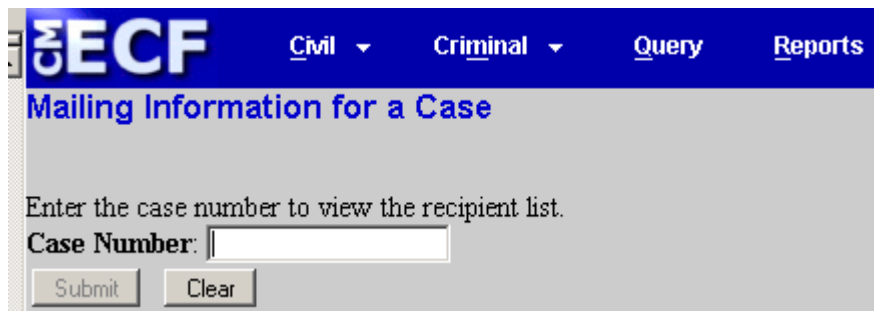 CM ECF Civil Criminal Query Reports
Mailing Information for a Case
Enter the case number to view the recipient list.
Case Number:
Submit Clear